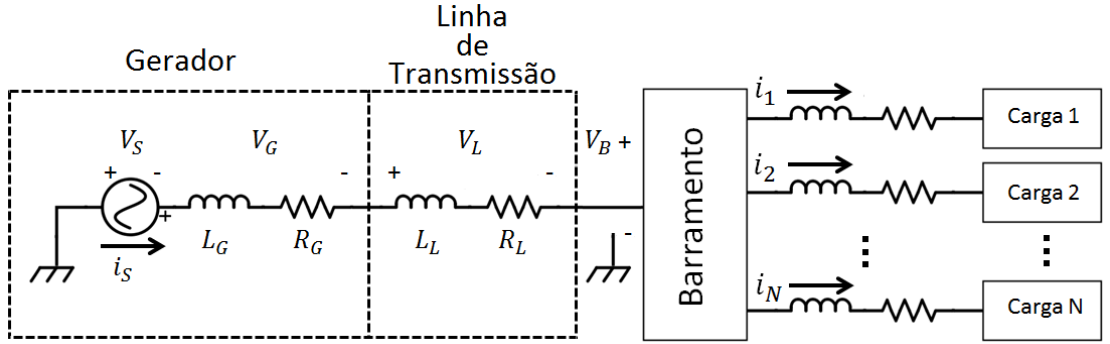 Linha
de
Transmissão
Gerador
V_S
V_G
V_L
V_B +
+ -
+ -
+ -
-
i_S
L_G
R_G
L_L
R_L
Barramento
i_1
Carga 1
i_2
Carga 2
i_N
Carga N